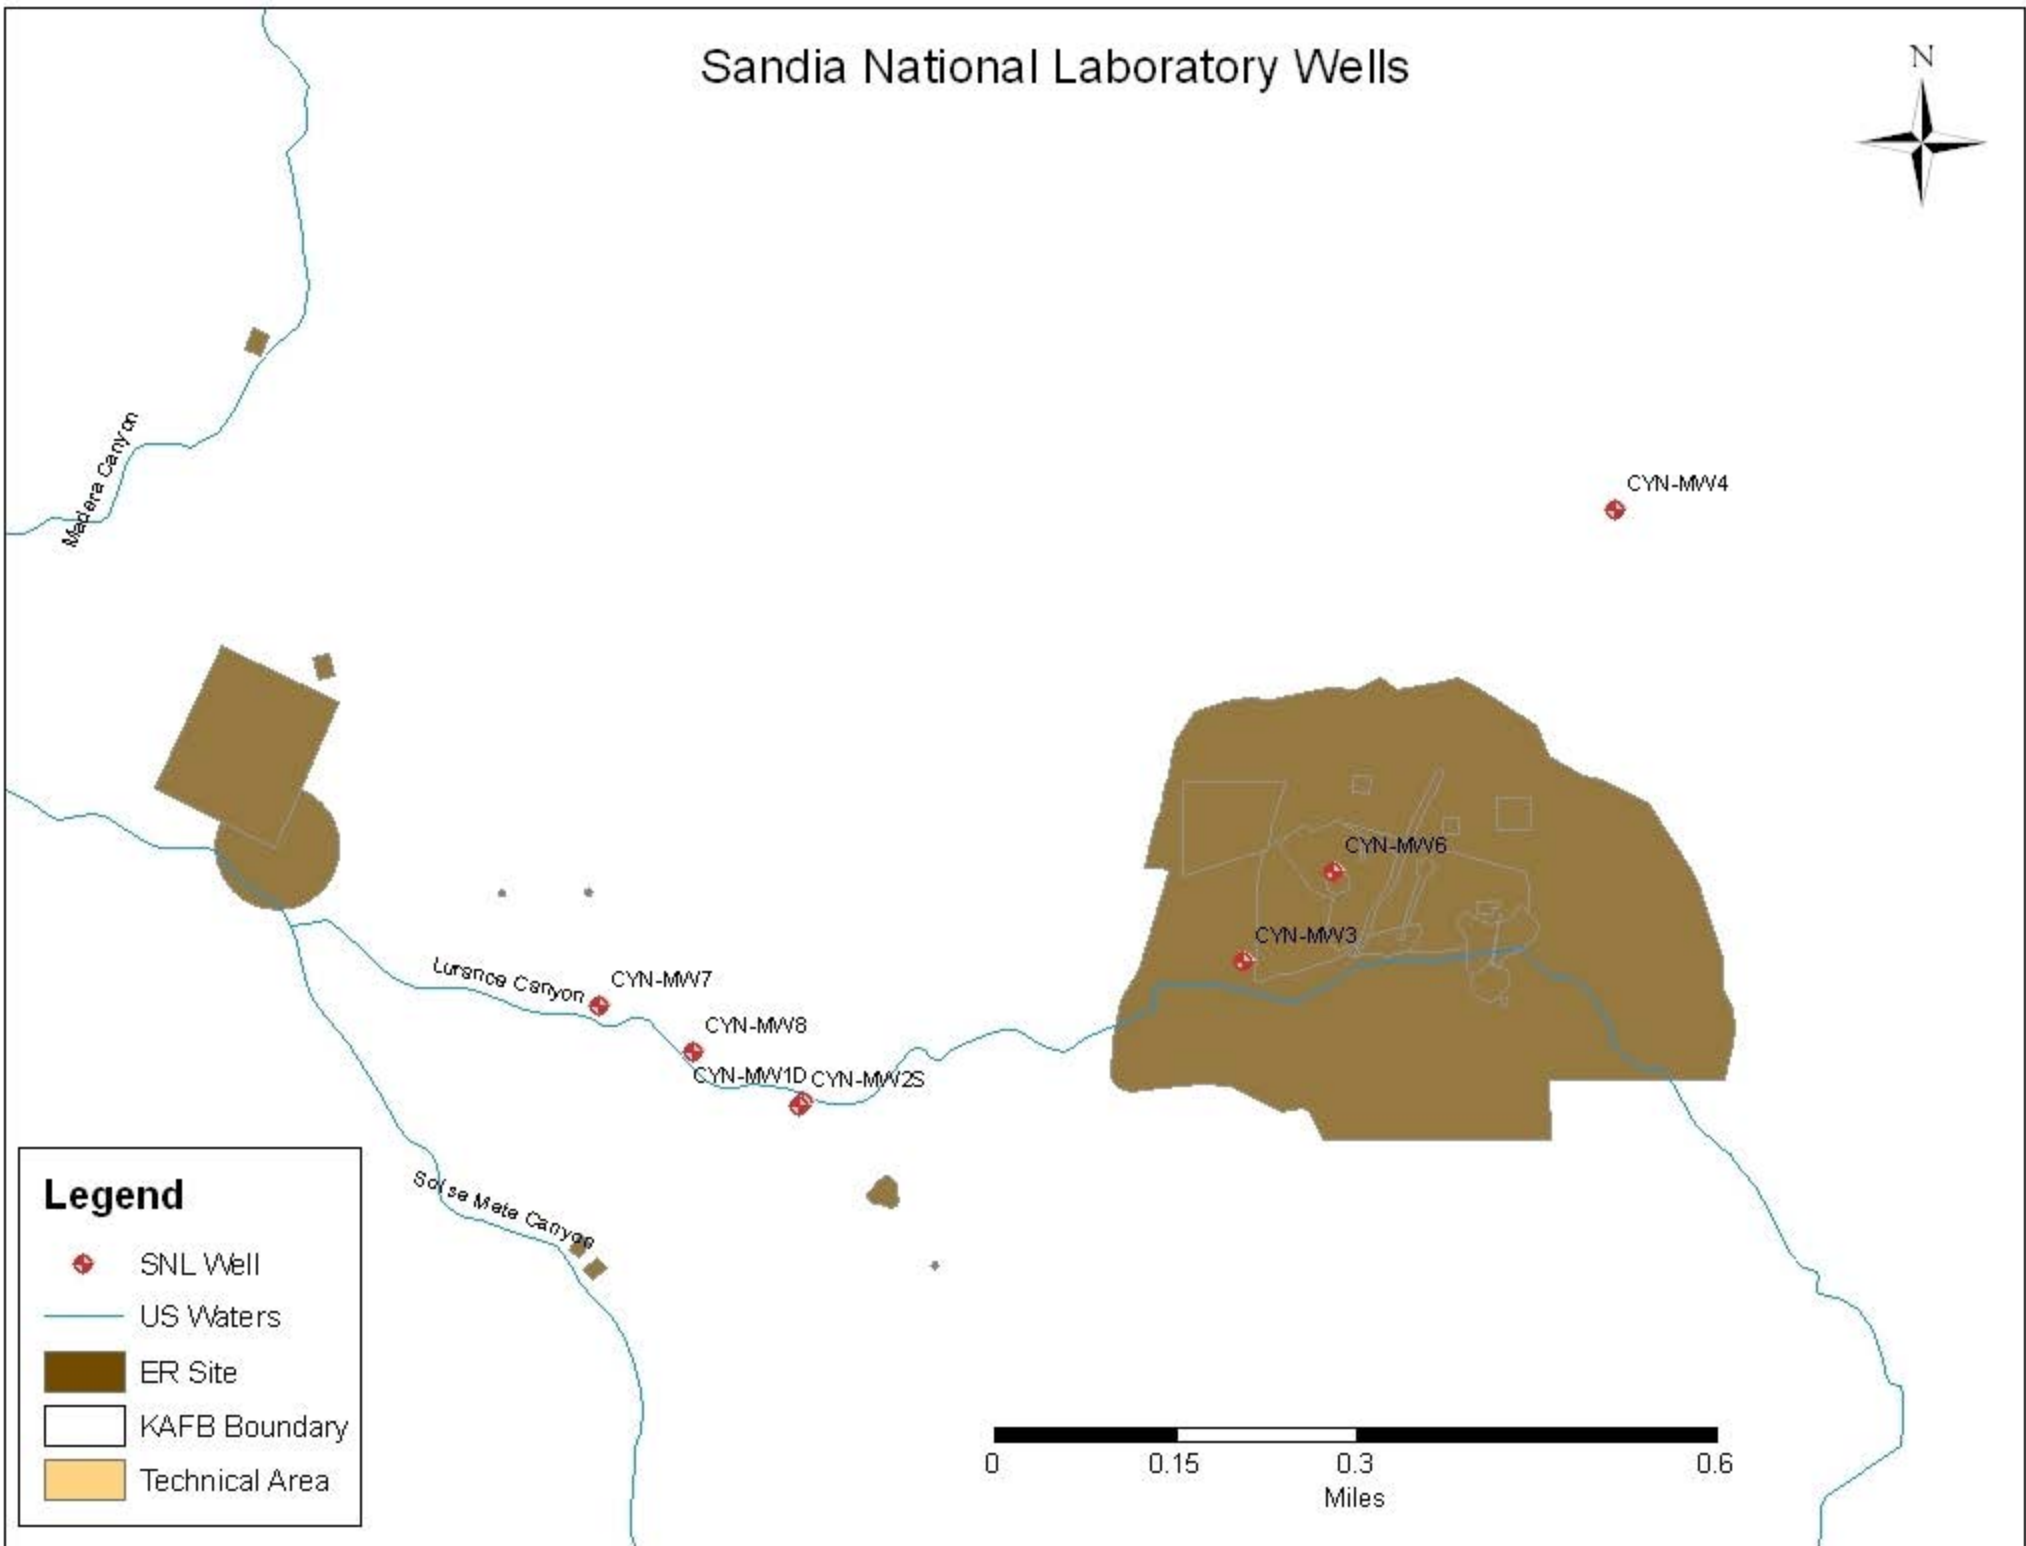 Sandia National Laboratory Wells
N
Madera Canyon
CYN-MW4
CYN-MW6
CYN-MW3
Lurance Canyon
CYN-MW7
CYN-MW8
CYN-MW1D
CYN-MW2S
Sol se Mete Canyon
Legend
SNL Well
US Waters
ER Site
KAFB Boundary
Technical Area
0 0.15 0.3 0.6
Miles